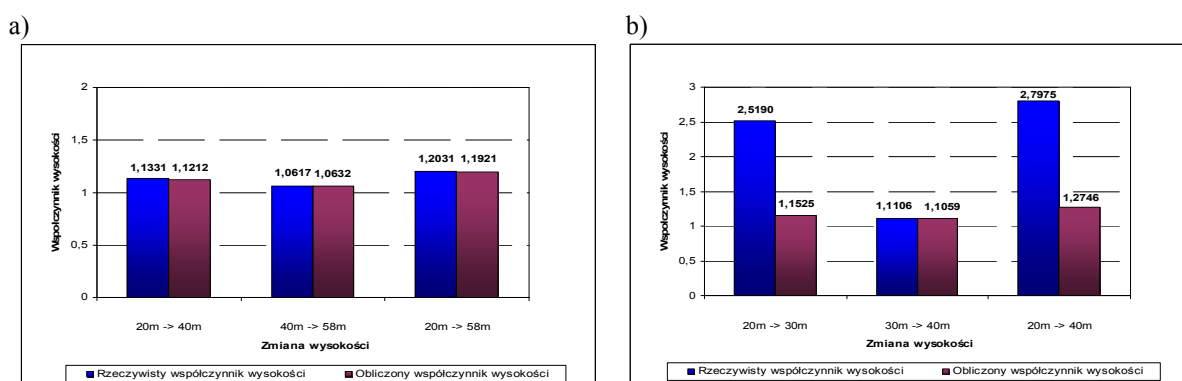 a)
2
1,5
1
0,5
0
Współczynnik wysokości
1,1331 1,1212
1,0617 1,0632
1,2031 1,1921
20m -> 40m 40m -> 58m 20m -> 58m
Zmiana wysokości
Rzeczywisty współczynnik wysokości Obliczony współczynnik wysokości
b)
3
2,5
2
1,5
1
0,5
0
Współczynnik wysokości
2,5190 1,1525
1,1106 1,1059
2,7975 1,2746
20m -> 30m 30m -> 40m 20m -> 40m
Zmiana wysokości
Rzeczywisty współczynnik wysokości Obliczony współczynnik wysokości